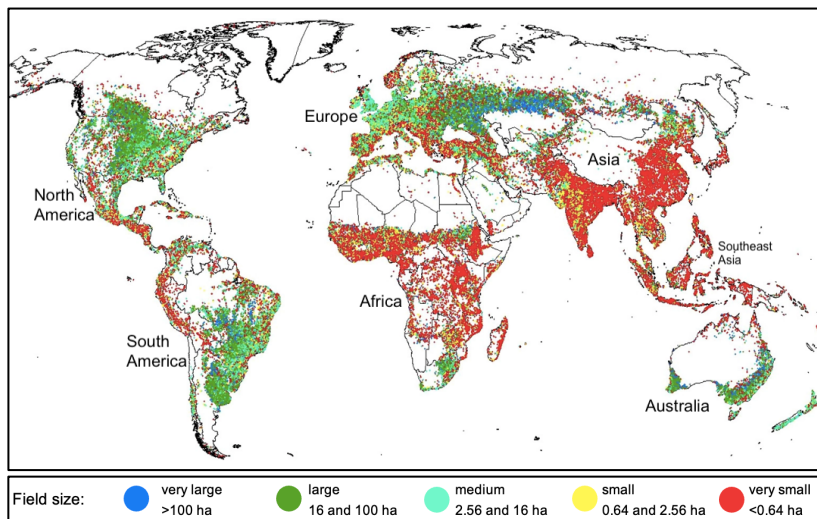 Europe
Asia
North
America
Southeast
Asia
Africa
South
America
Australia
Field size:
very large
>100 ha
large
16 and 100 ha
medium
2.56 and 16 ha
small
0.64 and 2.56 ha
very small
<0.64 ha